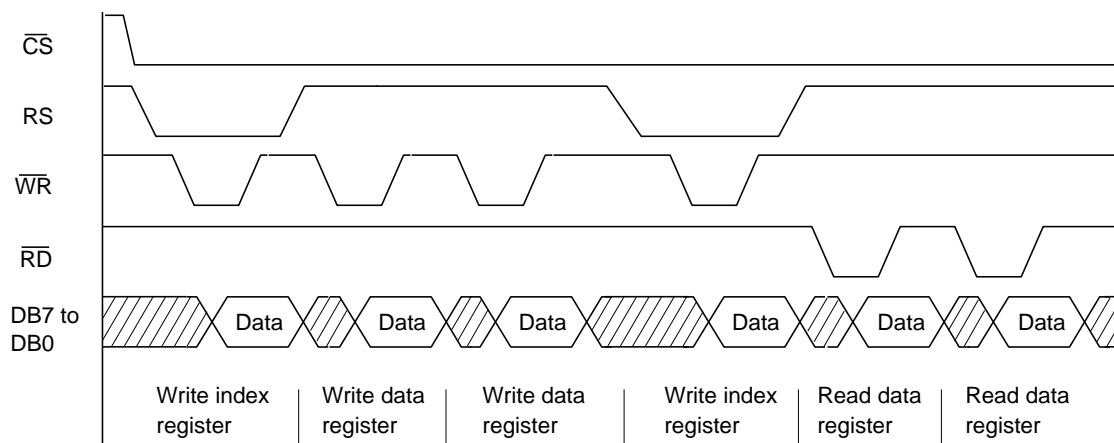 CS
RS
WR
RD
DB7 to
DB0
Data Data Data Data Data Data
Write index
register
Write data
register
Write data
register
Write index
register
Read data
register
Read data
register